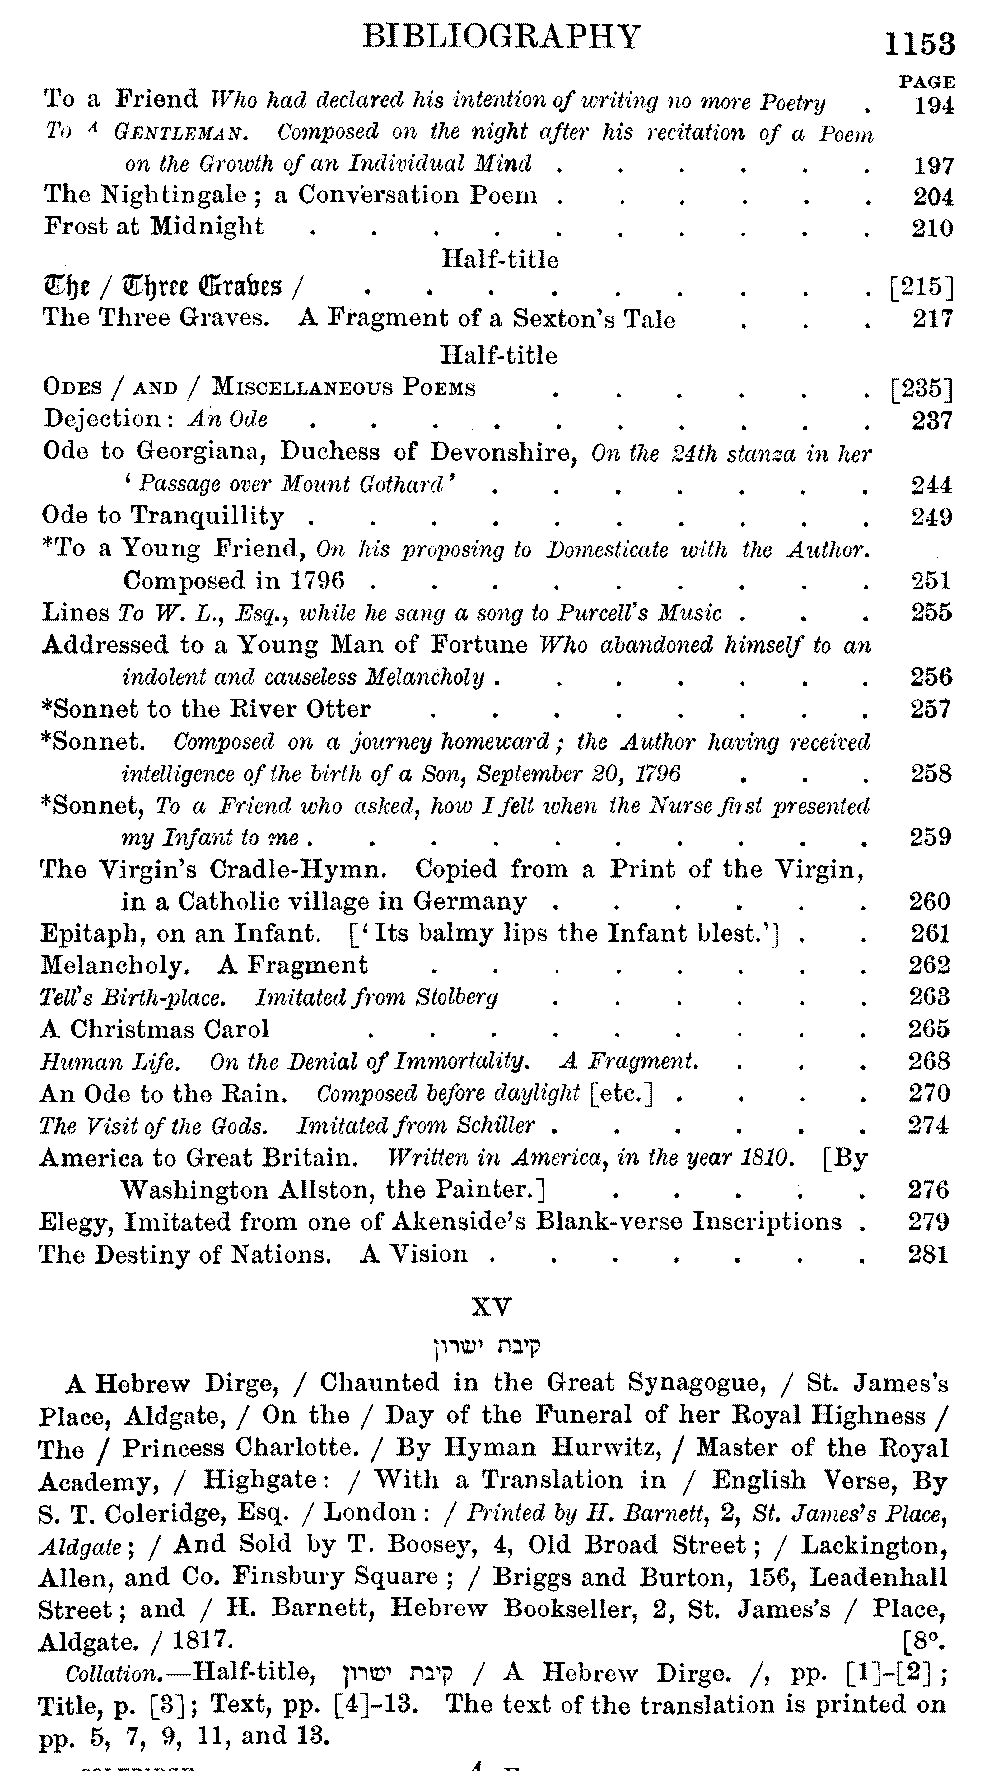 BIBLIOGRAPHY 1153
PAGE
To a Friend Who had declared his intention of writing no more Poetry . 194
To A GENTLEMAN. Composed on the night after his recitation of a Poem
on the Growth of an Individual Mind . . . . . . 197
The Nightingale; a Conversation Poem . . . . . . 204
Frost at Midnight . . . . . . . . . . 210
Half-title
The / Three Graves / . . . . . . . . . [215]
The Three Graves. A Fragment of a Sexton's Tale . . . 217
Half-title
ODES / AND / MISCELLANEOUS POEMS . . . . . . [235]
Dejection: An Ode . . . . . . . . . . 237
Ode to Georgiana, Duchess of Devonshire, On the 24th stanza in her
'Passage over Mount Gothard' . . . . . . . 244
Ode to Tranquillity . . . . . . . . . . 249
*To a Young Friend, On his proposing to Domesticate with the Author.
Composed in 1796 . . . . . . . . . 251
Lines To W. L., Esq., while he sang a song to Purcell's Music . . . 255
Addressed to a Young Man of Fortune Who abandoned himself to an
indolent and causeless Melancholy . . . . . . . 256
*Sonnet to the River Otter . . . . . . . . 257
*Sonnet. Composed on a journey homeward; the Author having received
intelligence of the birth of a Son, September 20, 1796 . . . 258
*Sonnet, To a Friend who asked, how I felt when the Nurse first presented
my Infant to me . . . . . . . . . . 259
The Virgin's Cradle-Hymn. Copied from a Print of the Virgin,
in a Catholic village in Germany . . . . . . 260
Epitaph, on an Infant. ['Its balmy lips the Infant blest.'] . . 261
Melancholy. A Fragment . . . . . . . . 262
Tell's Birth-place. Imitated from Stolberg . . . . . . 263
A Christmas Carol . . . . . . . . . 265
Human Life. On the Denial of Immortality. A Fragment. . . . 268
An Ode to the Rain. Composed before daylight [etc.] . . . . 270
The Visit of the Gods. Imitated from Schiller . . . . . . 274
America to Great Britain. Written in America, in the year 1810. [By
Washington Allston, the Painter.] . . . . . 276
Elegy, Imitated from one of Akenside's Blank-verse Inscriptions . 279
The Destiny of Nations. A Vision . . . . . . . 281
XV
קיבת ישרון
A Hebrew Dirge, / Chaunted in the Great Synagogue, / St. James's
Place, Aldgate, / On the / Day of the Funeral of her Royal Highness /
The / Princess Charlotte. / By Hyman Hurwitz, / Master of the Royal
Academy, / Highgate: / With a Translation in / English Verse, By
S. T. Coleridge, Esq. / London: / Printed by H. Barnett, 2, St. James's Place,
Aldgate; / And Sold by T. Boosey, 4, Old Broad Street; / Lackington,
Allen, and Co. Finsbury Square; / Briggs and Burton, 156, Leadenhall
Street; and / H. Barnett, Hebrew Bookseller, 2, St. James's / Place,
Aldgate. / 1817. [8°.
Collation.—Half-title, קיבת ישרון / A Hebrew Dirge. /, pp. [1]-[2];
Title, p. [3]; Text, pp. [4]-13. The text of the translation is printed on
pp. 5, 7, 9, 11, and 13.